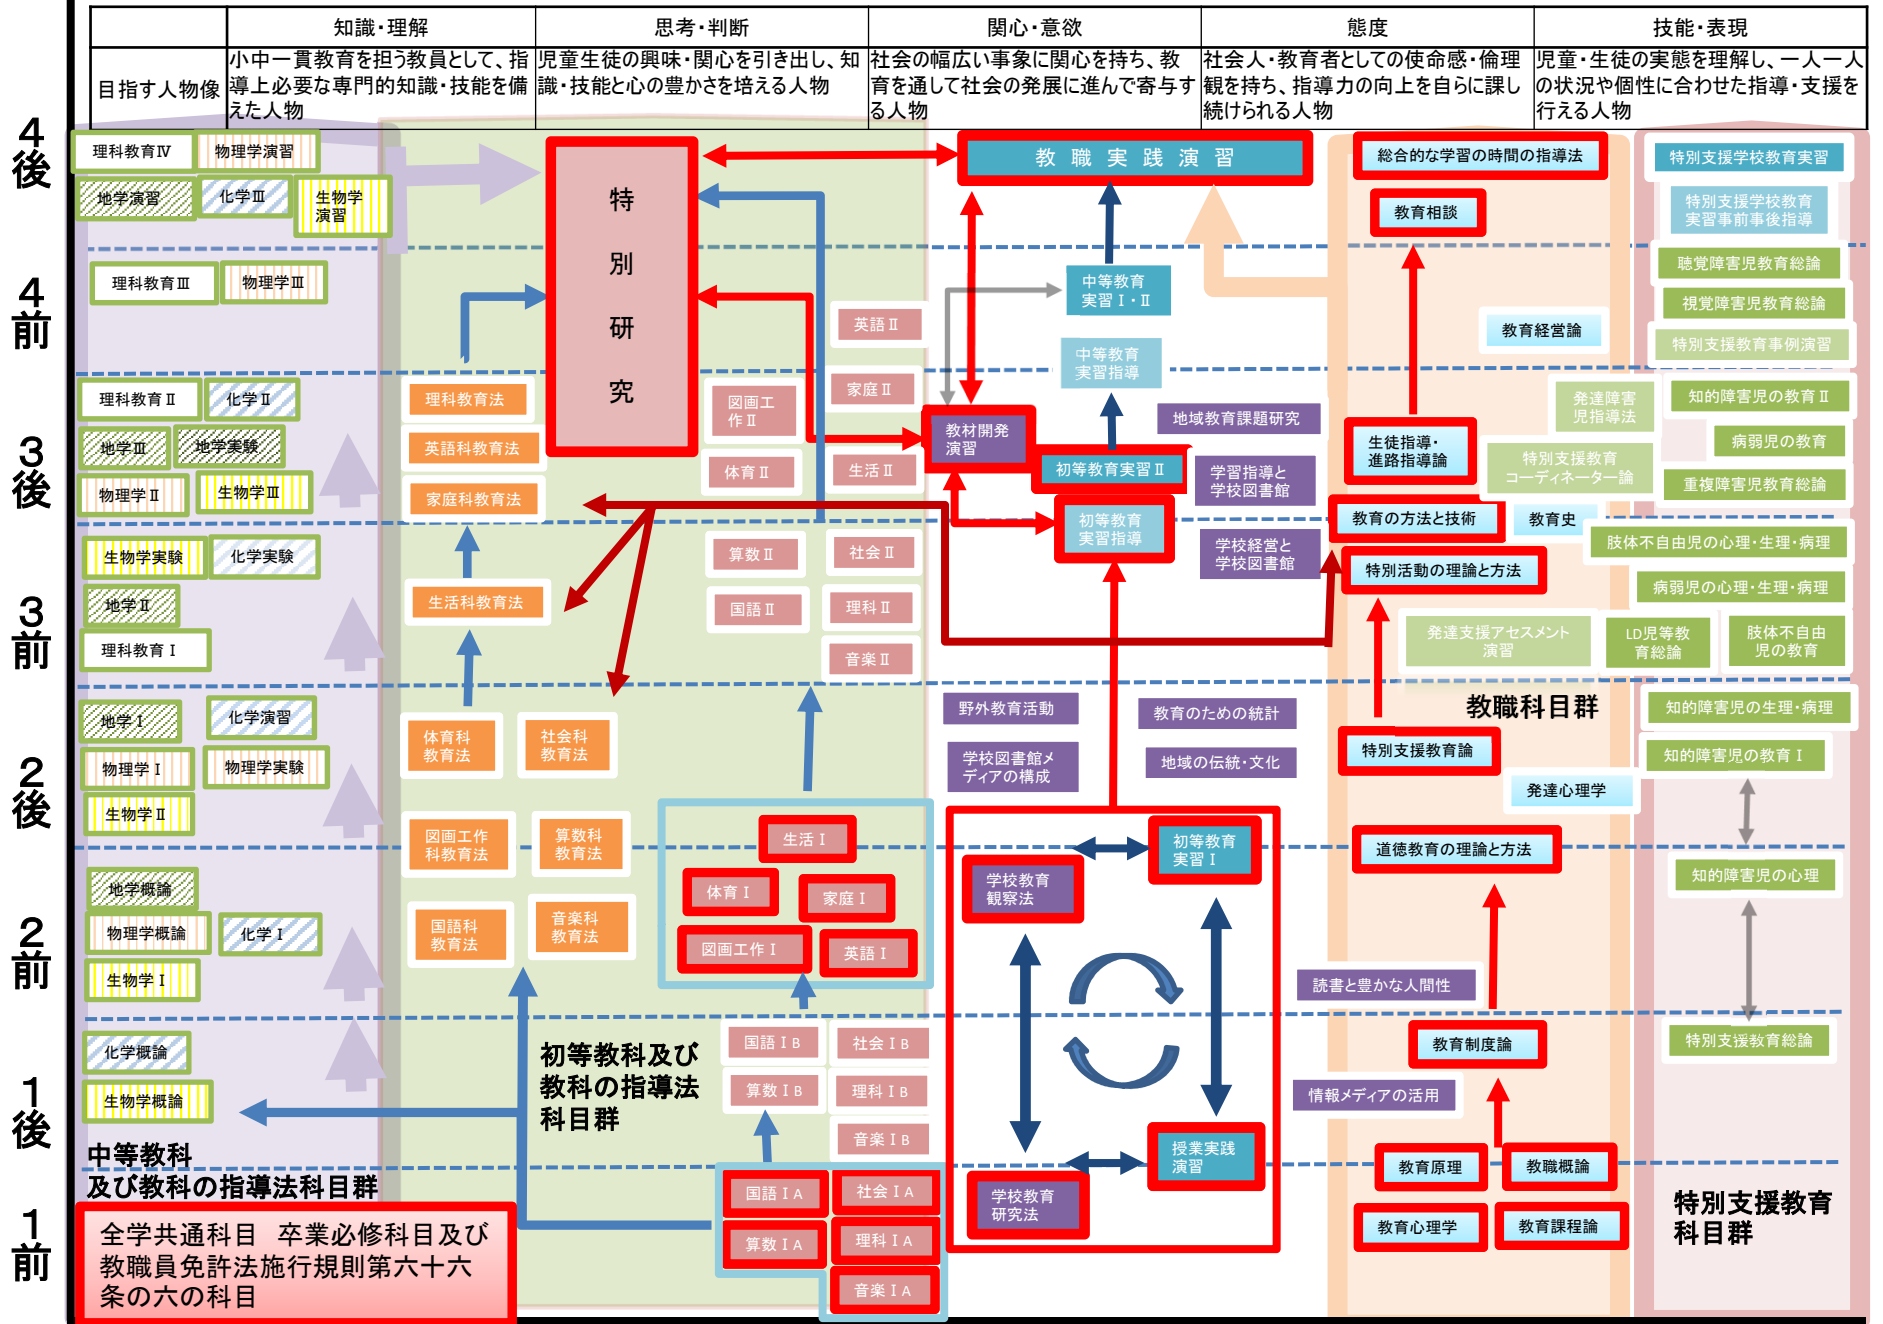 知識・理解
思考・判断
関心・意欲
態度
技能・表現
目指す人物像
小中一貫教育を担う教員として、指
導上必要な専門的知識・技能を備
えた人物
児童生徒の興味・関心を引き出し、知
識・技能と心の豊かさを培える人物
社会の幅広い事象に関心を持ち、教
育を通して社会の発展に進んで寄与す
る人物
社会人・教育者としての使命感・倫理
観を持ち、指導力の向上を自らに課し
続けられる人物
児童・生徒の実態を理解し、一人一人
の状況や個性に合わせた指導・支援を
行える人物
4後
理科教育Ⅳ
物理学演習
地学演習
化学Ⅲ
生物学
演習
特別研究
教職実践演習
総合的な学習の時間の指導法
教育相談
特別支援学校教育実習
特別支援学校教育
実習事前事後指導
4前
理科教育Ⅲ
物理学Ⅲ
英語Ⅱ
中等教育
実習Ⅰ・Ⅱ
中等教育
実習指導
教育経営論
聴覚障害児教育総論
視覚障害児教育総論
特別支援教育事例演習
3後
理科教育Ⅱ
化学Ⅱ
地学Ⅲ
地学実験
物理学Ⅱ
生物学Ⅲ
理科教育法
英語科教育法
家庭科教育法
図画工
作Ⅱ
家庭Ⅱ
体育Ⅱ
生活Ⅱ
教材開発
演習
初等教育実習Ⅱ
初等教育
実習指導
地域教育課題研究
学習指導と
学校図書館
生徒指導・
進路指導論
教育の方法と技術
教育史
発達障害
児指導法
特別支援教育
コーディネーター論
知的障害児の教育Ⅱ
病弱児の教育
重複障害児教育総論
3前
生物学実験
化学実験
地学Ⅱ
理科教育Ⅰ
生活科教育法
算数Ⅱ
社会Ⅱ
国語Ⅱ
理科Ⅱ
音楽Ⅱ
学校経営と
学校図書館
特別活動の理論と方法
肢体不自由児の心理・生理・病理
病弱児の心理・生理・病理
発達支援アセスメント
演習
LD児等教
育総論
肢体不自由
児の教育
2後
地学Ⅰ
化学演習
物理学Ⅰ
物理学実験
生物学Ⅱ
体育科
教育法
社会科
教育法
図画工作
科教育法
算数科
教育法
生活Ⅰ
野外教育活動
教育のための統計
学校図書館メ
ディアの構成
地域の伝統・文化
初等教育
実習Ⅰ
教職科目群
特別支援教育論
発達心理学
道徳教育の理論と方法
知的障害児の生理・病理
知的障害児の教育Ⅰ
2前
地学概論
物理学概論
化学Ⅰ
生物学Ⅰ
国語科
教育法
音楽科
教育法
体育Ⅰ
家庭Ⅰ
図画工作Ⅰ
英語Ⅰ
学校教育
観察法
読書と豊かな人間性
知的障害児の心理
1後
化学概論
生物学概論
初等教科及び
教科の指導法
科目群
国語ⅠB
社会ⅠB
算数ⅠB
理科ⅠB
音楽ⅠB
授業実践
演習
教育制度論
情報メディアの活用
特別支援教育総論
中等教科
及び教科の指導法科目群
1前
全学共通科目　卒業必修科目及び
教職員免許法施行規則第六十六
条の六の科目
国語ⅠA
社会ⅠA
算数ⅠA
理科ⅠA
音楽ⅠA
学校教育
研究法
教育原理
教職概論
教育心理学
教育課程論
特別支援教育
科目群